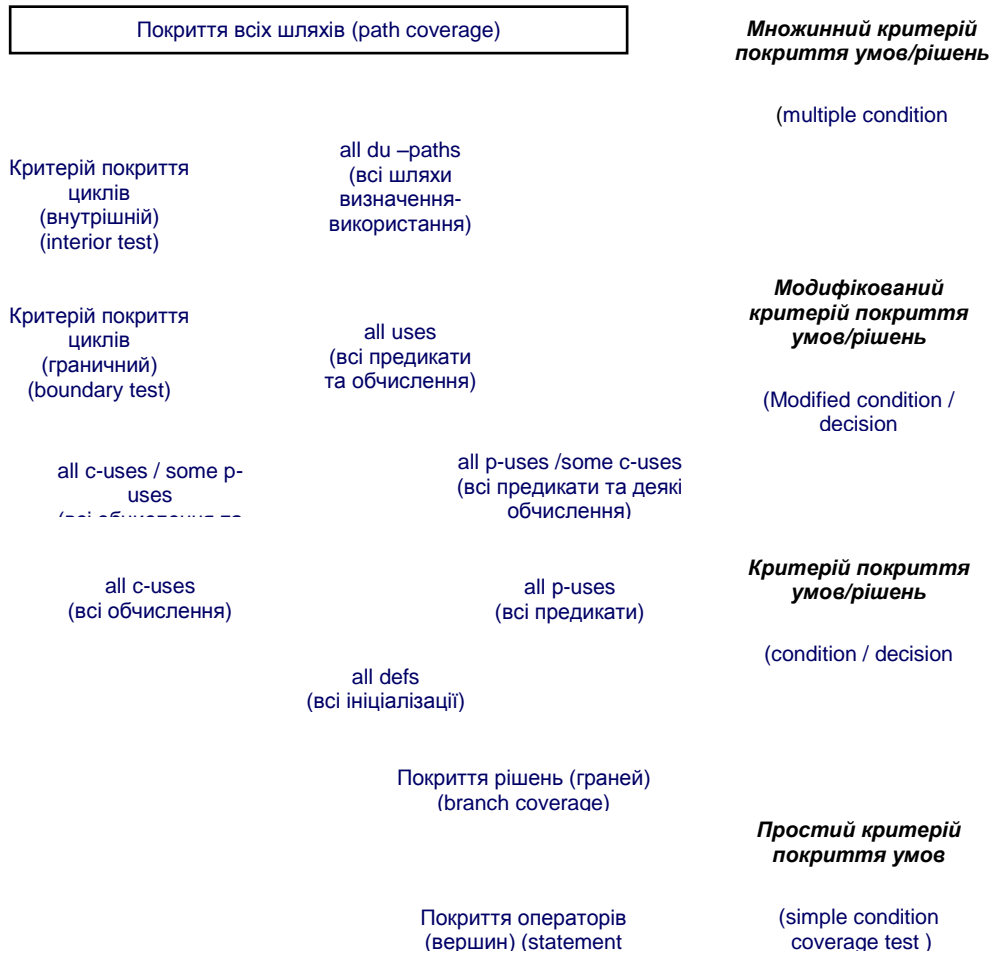 Покриття всіх шляхів (path coverage)
Множинний критерій
покриття умов/рішень
(multiple condition
Критерій покриття
циклів
(внутрішній)
(interior test)
all du –paths
(всі шляхи
визначення-
використання)
Критерій покриття
циклів
(граничний)
(boundary test)
all uses
(всі предикати
та обчислення)
Модифікований
критерій покриття
умов/рішень
(Modified condition /
decision
all c-uses / some p-
uses
all p-uses /some c-uses
(всі предикати та деякі
обчислення)
all c-uses
(всі обчислення)
all p-uses
(всі предикати)
Критерій покриття
умов/рішень
(condition / decision
all defs
(всі ініціалізації)
Покриття рішень (граней)
(branch coverage)
Простий критерій
покриття умов
(simple condition
coverage test )
Покриття операторів
(вершин) (statement